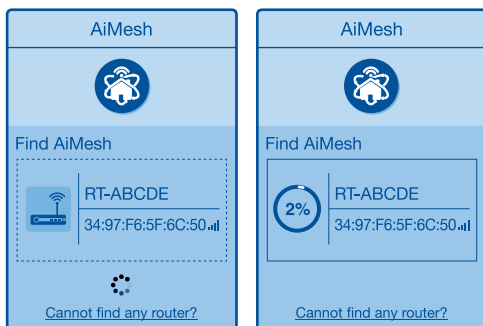 AiMesh
Find AiMesh
RT-ABCDE
34:97:F6:5F:6C:50
Cannot find any router?
AiMesh
Find AiMesh
2%
RT-ABCDE
34:97:F6:5F:6C:50
Cannot find any router?